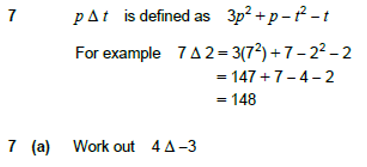 7 p Δ t is defined as 3p² + p – t² – t
For example 7 Δ 2 = 3(7²) + 7 – 2² – 2
= 147 + 7 – 4 – 2
= 148
7 (a) Work out 4 Δ –3